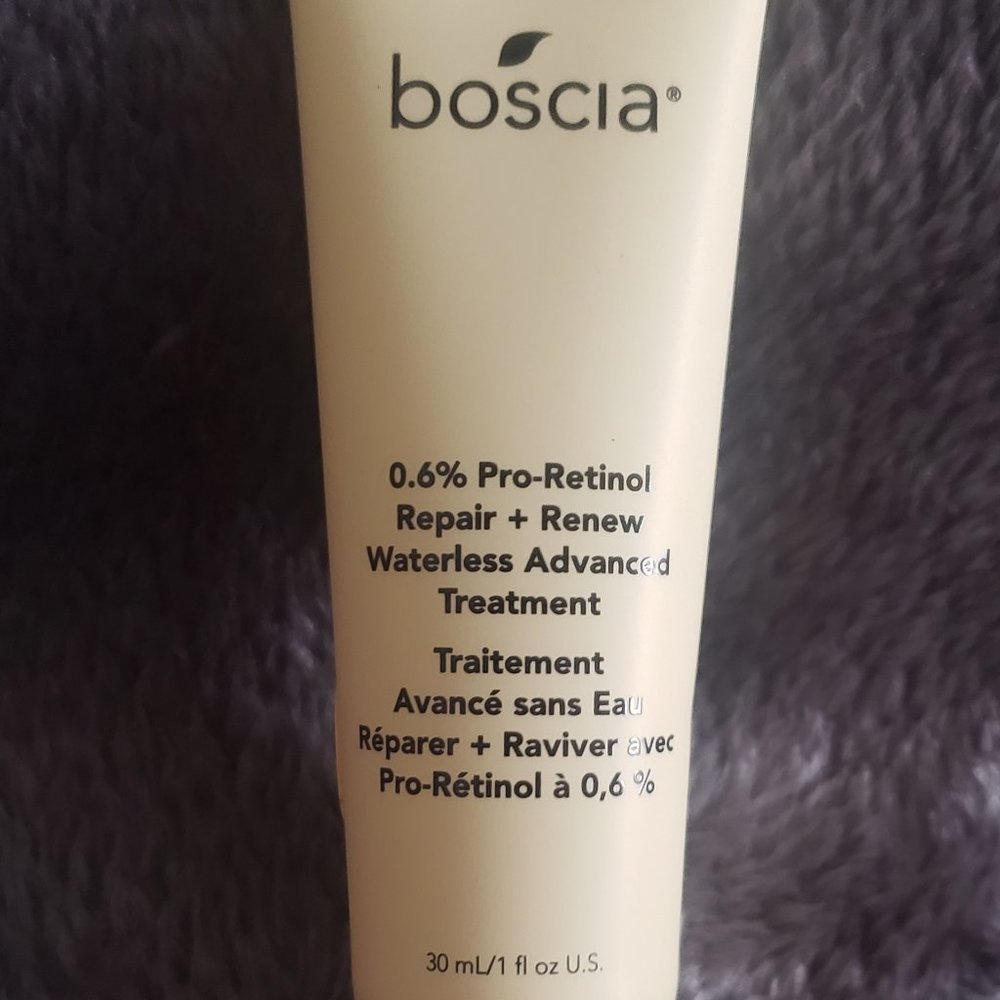 boscia®
0.6% Pro-Retinol
Repair + Renew
Waterless Advanced
Treatment
Traitement
Avancé sans Eau
Réparer + Raviver avec
Pro-Rétinol à 0,6 %
30 mL/1 fl oz U.S.